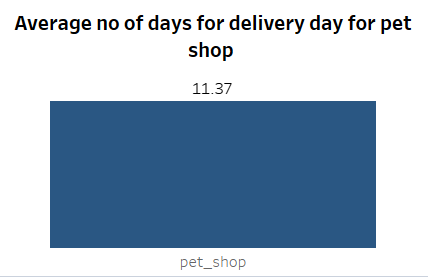 Average no of days for delivery day for pet
shop
11.37
pet_shop